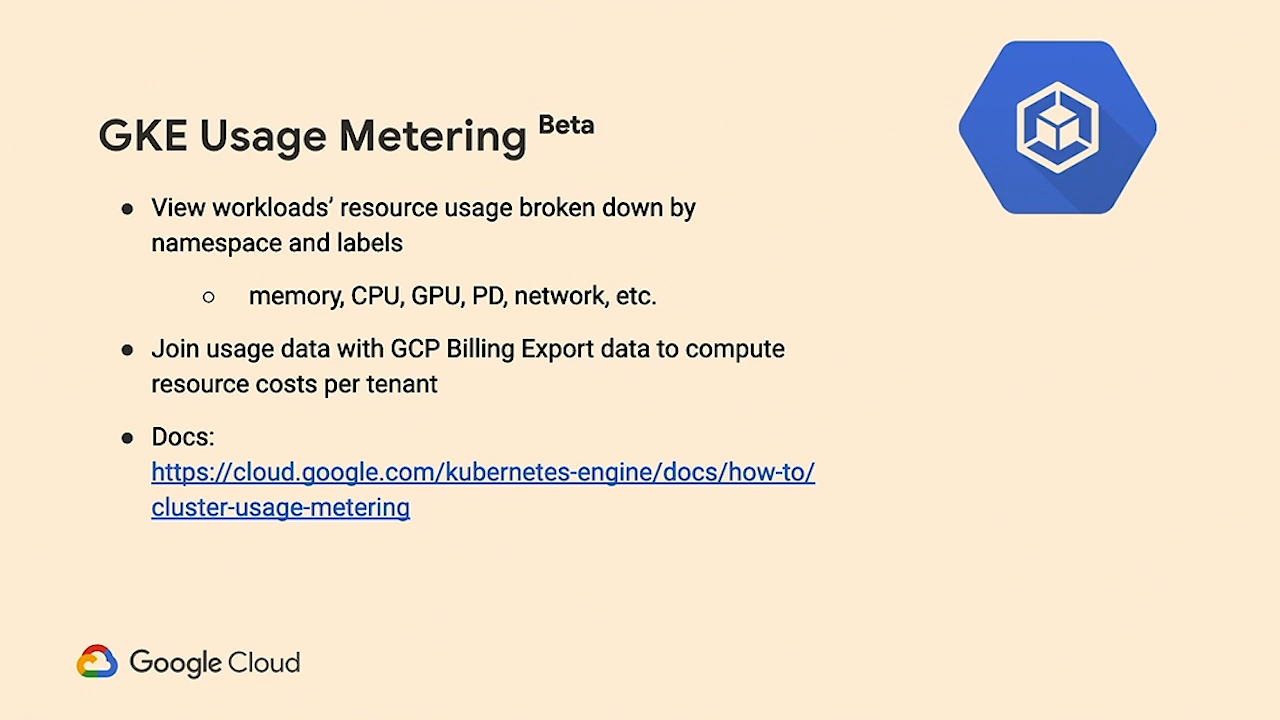 GKE Usage Metering Beta
● View workloads’ resource usage broken down by
namespace and labels
○ memory, CPU, GPU, PD, network, etc.
● Join usage data with GCP Billing Export data to compute
resource costs per tenant
● Docs:
https://cloud.google.com/kubernetes-engine/docs/how-to/
cluster-usage-metering
Google Cloud